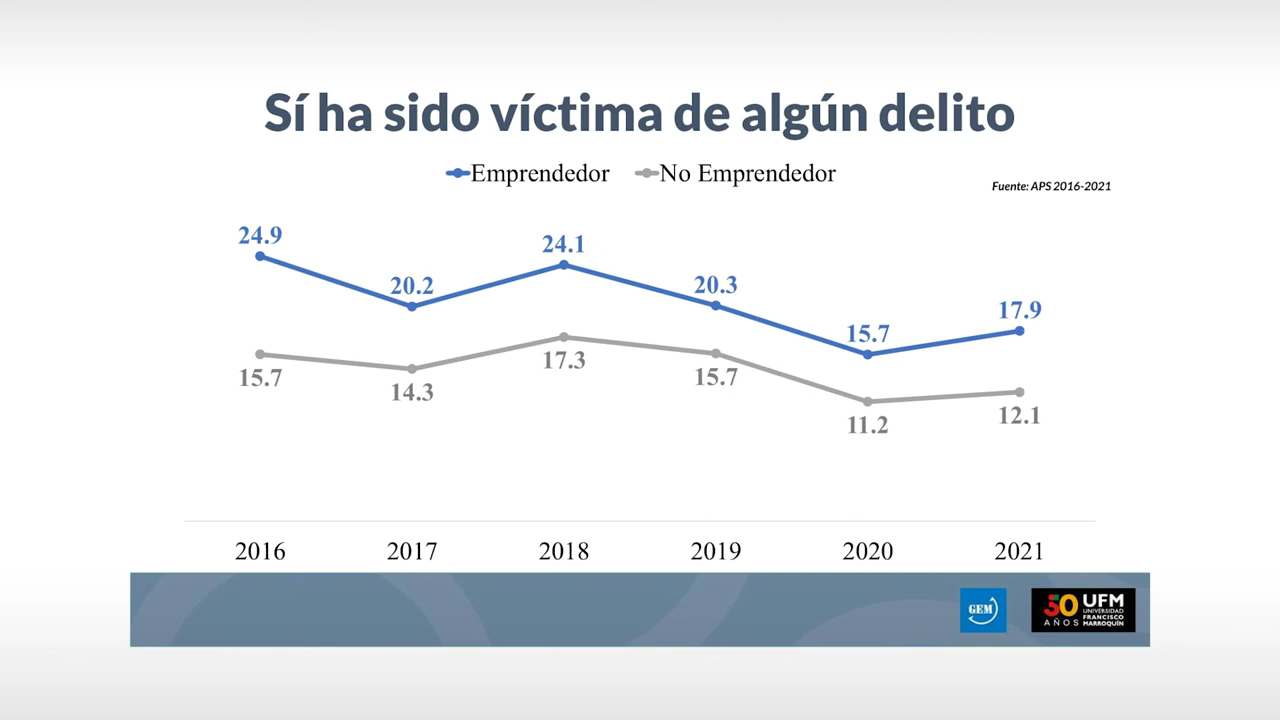 Sí ha sido víctima de algún delito
Emprendedor No Emprendedor
Fuente: APS 2016-2021
24.9
20.2
24.1
20.3
15.7
17.9
15.7
14.3
17.3
15.7
11.2
12.1
2016 2017 2018 2019 2020 2021
GEM
50 AÑOS
UFM
UNIVERSIDAD
FRANCISCO
MARROQUÍN